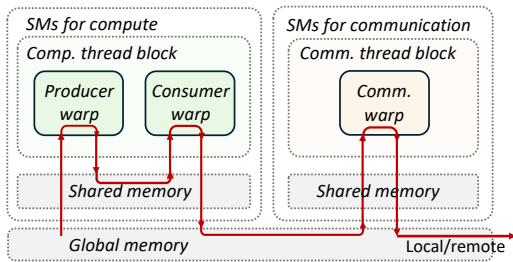 SMs for compute
SMs for communication
Comp. thread block
Comm. thread block
Producer
warp
Consumer
warp
Comm.
warp
Shared memory
Shared memory
Global memory
Local/remote